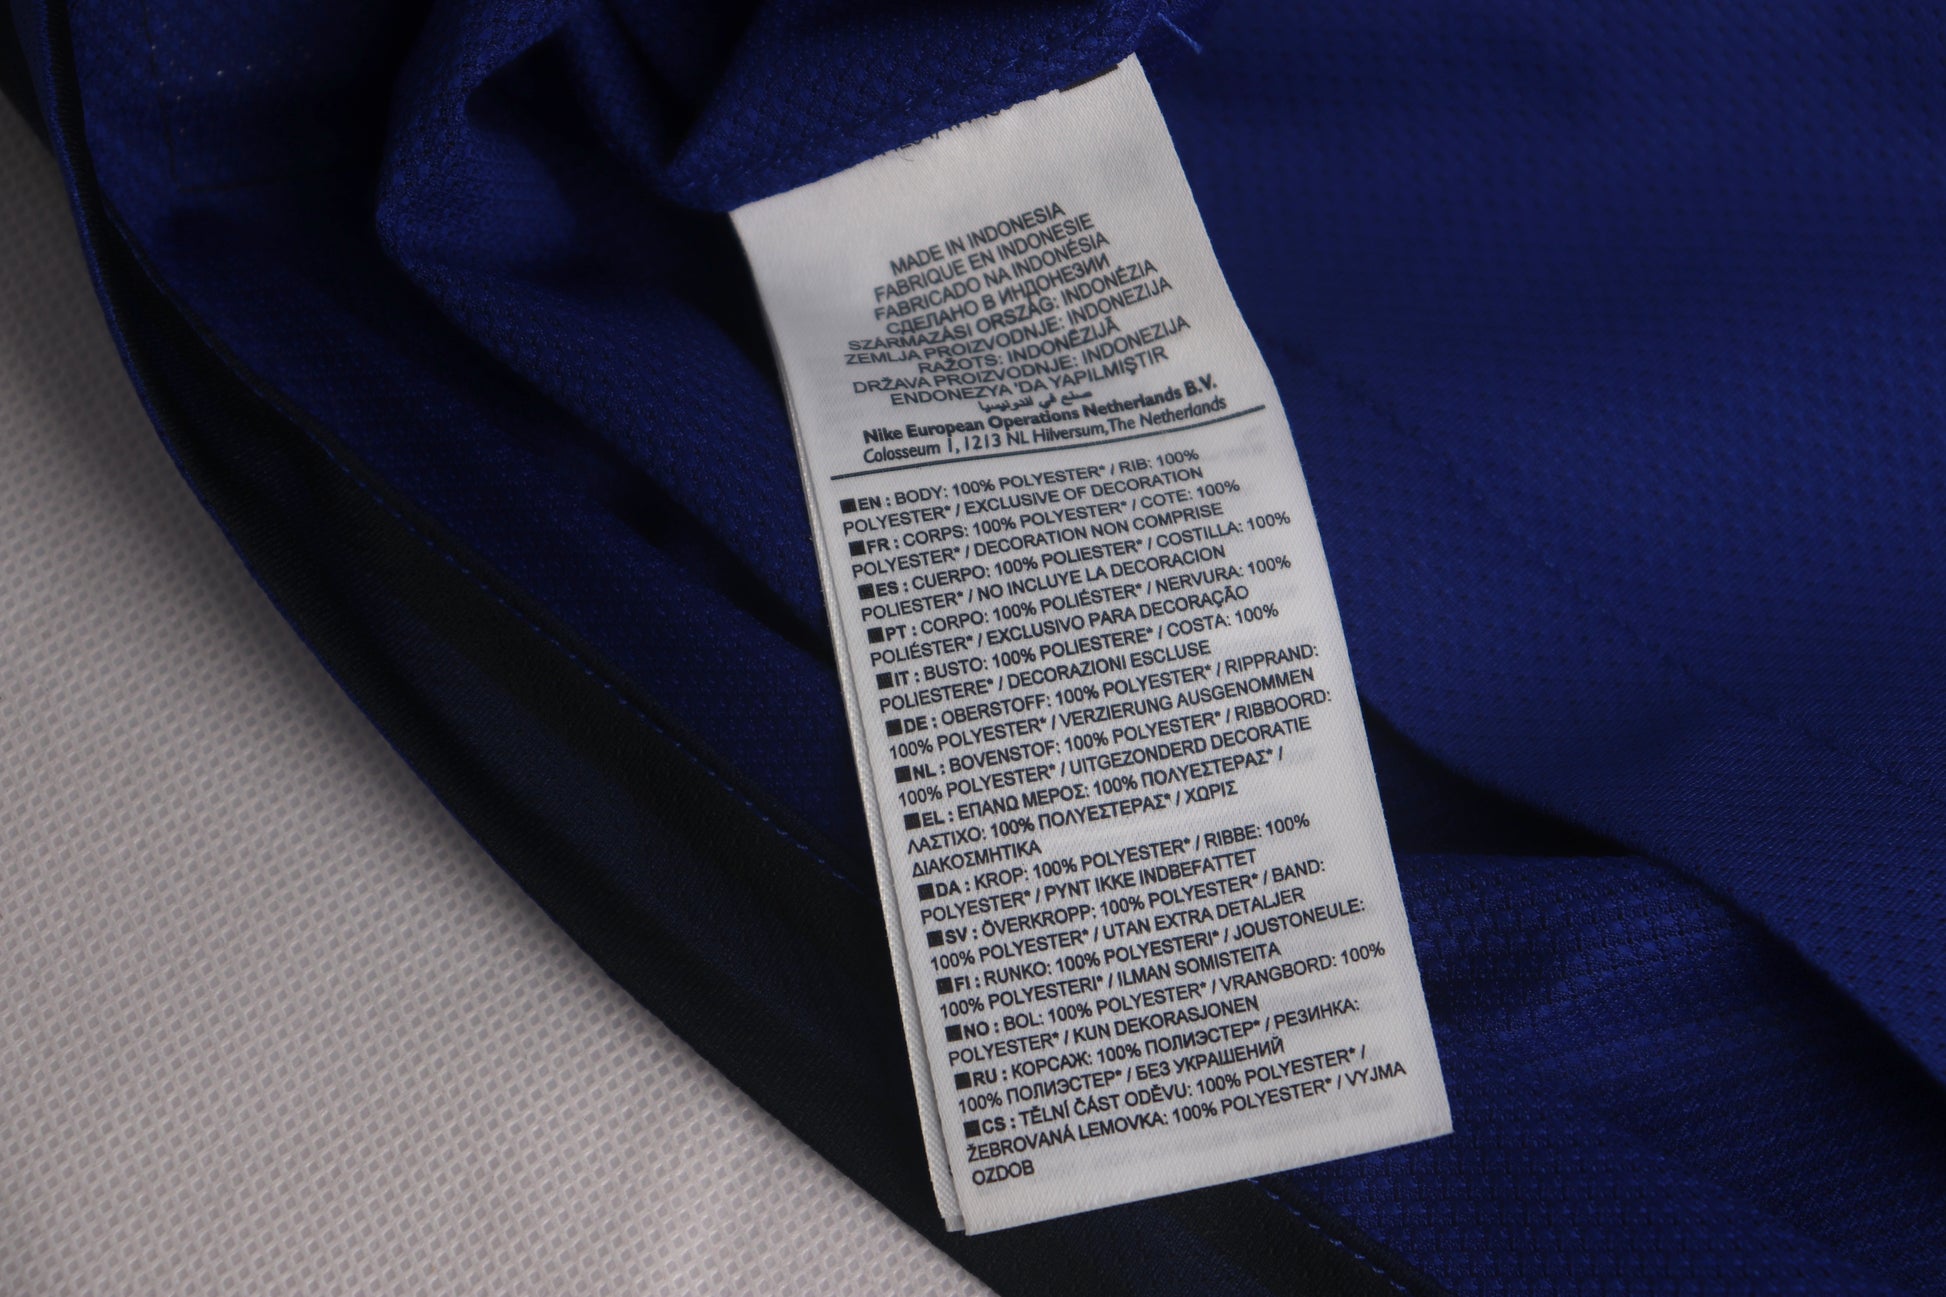 MADE IN INDONESIA
FABRIQUE EN INDONESIE
FABRICADO NA INDONÉSIA
СДЕЛАНО В ИНДОНЕЗИИ
SZÁRMAZÁSI ORSZÁG: INDONÉZIA
ZEMLJA PROIZVODNJE: INDONEZIJA
RAŽOTS: INDONĒZIJĀ
DRŽAVA PROIZVODNJE: INDONEZIJA
ENDONEZYA 'DA YAPILMIŞTIR
صنع في اندونيسيا
Nike European Operations Netherlands B.V.
Colosseum 1, 1213 NL Hilversum, The Netherlands
■EN : BODY: 100% POLYESTER* / RIB: 100%
POLYESTER* / EXCLUSIVE OF DECORATION
■FR : CORPS: 100% POLYESTER* / COTE: 100%
POLYESTER* / DECORATION NON COMPRISE
■ES : CUERPO: 100% POLIESTER* / COSTILLA: 100%
POLIESTER* / NO INCLUYE LA DECORACION
■PT : CORPO: 100% POLIÉSTER* / NERVURA: 100%
POLIÉSTER* / EXCLUSIVO PARA DECORAÇÃO
■IT : BUSTO: 100% POLIESTERE* / COSTA: 100%
POLIESTERE* / DECORAZIONI ESCLUSE
■DE : OBERSTOFF: 100% POLYESTER* / RIPPRAND:
100% POLYESTER* / VERZIERUNG AUSGENOMMEN
■NL : BOVENSTOF: 100% POLYESTER* / RIBBOORD:
100% POLYESTER* / UITGEZONDERD DECORATIE
■EL : ΕΠΑΝΩ ΜΕΡΟΣ: 100% ΠΟΛΥΕΣΤΕΡΑΣ* /
ΛΑΣΤΙΧΟ: 100% ΠΟΛΥΕΣΤΕΡΑΣ* / ΧΩΡΙΣ
ΔΙΑΚΟΣΜΗΤΙΚΑ
■DA : KROP: 100% POLYESTER* / RIBBE: 100%
POLYESTER* / PYNT IKKE INDBEFATTET
■SV : ÖVERKROPP: 100% POLYESTER* / BAND:
100% POLYESTER* / UTAN EXTRA DETALJER
■FI : RUNKO: 100% POLYESTERI* / JOUSTONEULE:
100% POLYESTERI* / ILMAN SOMISTEITA
■NO : BOL: 100% POLYESTER* / VRANGBORD: 100%
POLYESTER* / KUN DEKORASJONEN
■RU : КОРСАЖ: 100% ПОЛИЭСТЕР* / РЕЗИНКА:
100% ПОЛИЭСТЕР* / БЕЗ УКРАШЕНИЙ
■CS : TĚLNÍ ČÁST ODĚVU: 100% POLYESTER* /
ŽEBROVANÁ LEMOVKA: 100% POLYESTER* / VYJMA
OZDOB